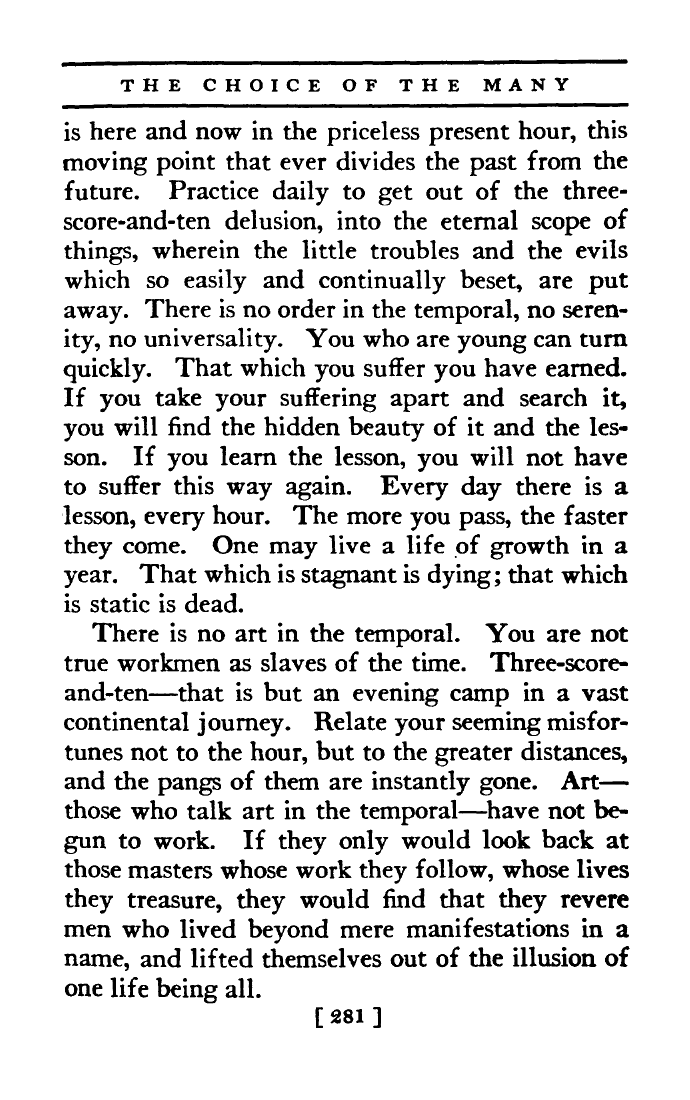 THE CHOICE OF THE MANY
is here and now in the priceless present hour, this
moving point that ever divides the past from the
future. Practice daily to get out of the three-
score-and-ten delusion, into the eternal scope of
things, wherein the little troubles and the evils
which so easily and continually beset, are put
away. There is no order in the temporal, no seren-
ity, no universality. You who are young can turn
quickly. That which you suffer you have earned.
If you take your suffering apart and search it,
you will find the hidden beauty of it and the les-
son. If you learn the lesson, you will not have
to suffer this way again. Every day there is a
lesson, every hour. The more you pass, the faster
they come. One may live a life of growth in a
year. That which is stagnant is dying; that which
is static is dead.
There is no art in the temporal. You are not
true workmen as slaves of the time. Three-score-
and-ten—that is but an evening camp in a vast
continental journey. Relate your seeming misfor-
tunes not to the hour, but to the greater distances,
and the pangs of them are instantly gone. Art—
those who talk art in the temporal—have not be-
gun to work. If they only would look back at
those masters whose work they follow, whose lives
they treasure, they would find that they revere
men who lived beyond mere manifestations in a
name, and lifted themselves out of the illusion of
one life being all.
[ 281 ]